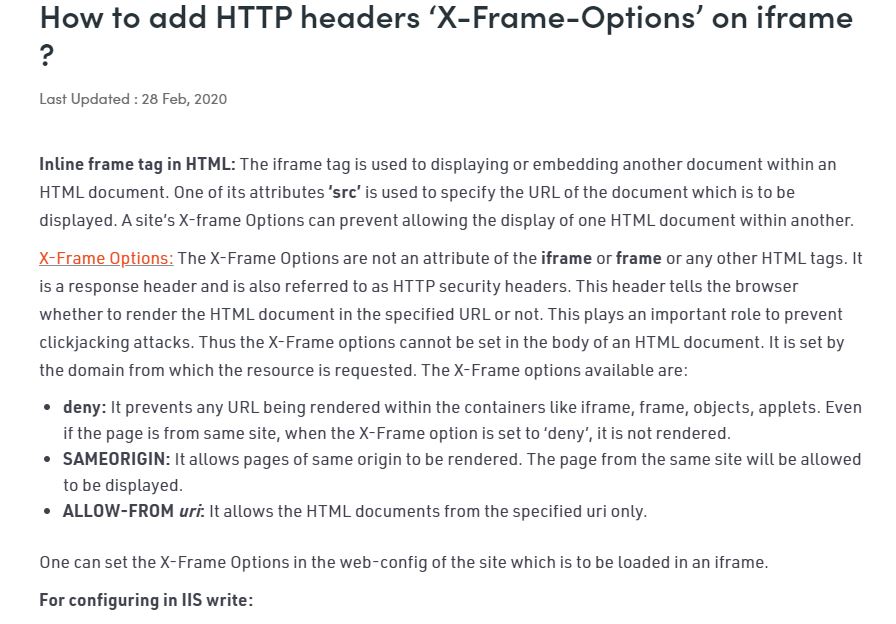 How to add HTTP headers ‘X-Frame-Options’ on iframe
?
Last Updated : 28 Feb, 2020
Inline frame tag in HTML: The iframe tag is used to displaying or embedding another document within an
HTML document. One of its attributes ‘src’ is used to specify the URL of the document which is to be
displayed. A site’s X-frame Options can prevent allowing the display of one HTML document within another.
X-Frame Options: The X-Frame Options are not an attribute of the iframe or frame or any other HTML tags. It
is a response header and is also referred to as HTTP security headers. This header tells the browser
whether to render the HTML document in the specified URL or not. This plays an important role to prevent
clickjacking attacks. Thus the X-Frame options cannot be set in the body of an HTML document. It is set by
the domain from which the resource is requested. The X-Frame options available are:
• deny: It prevents any URL being rendered within the containers like iframe, frame, objects, applets. Even
if the page is from same site, when the X-Frame option is set to ‘deny’, it is not rendered.
• SAMEORIGIN: It allows pages of same origin to be rendered. The page from the same site will be allowed
to be displayed.
• ALLOW-FROM uri: It allows the HTML documents from the specified uri only.
One can set the X-Frame Options in the web-config of the site which is to be loaded in an iframe.
For configuring in IIS write: